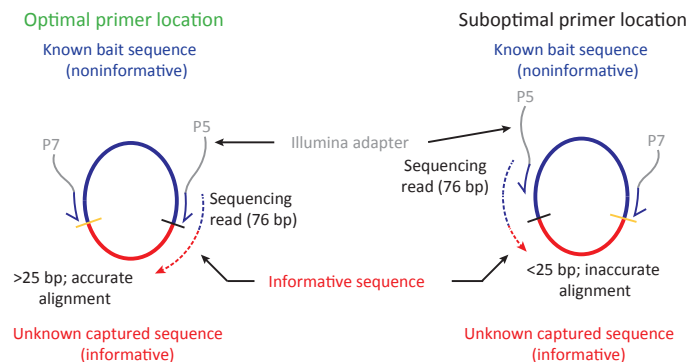 Optimal primer location
Known bait sequence
(noninformative)
P7
P5
Sequencing
read (76 bp)
>25 bp; accurate
alignment
Unknown captured sequence
(informative)
Illumina adapter
Informative sequence
Suboptimal primer location
Known bait sequence
(noninformative)
P5
P7
Sequencing
read (76 bp)
<25 bp; inaccurate
alignment
Unknown captured sequence
(informative)